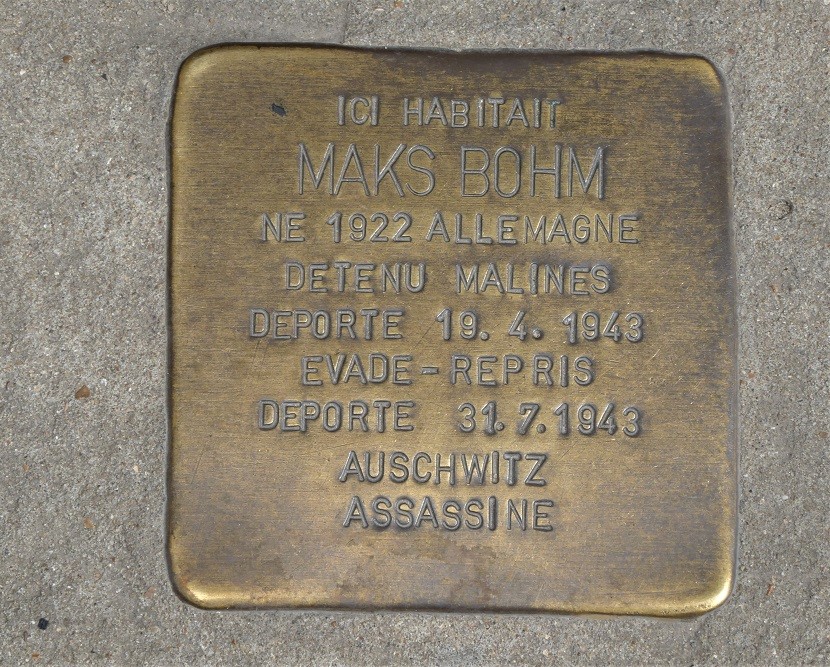 ICI HABITAIT
MAKS BOHM
NE 1922 ALLEMAGNE
DETENU MALINES
DEPORTE 19. 4. 1943
EVADE-REPRIS
DEPORTE 31.7.1943
AUSCHWITZ
ASSASSINE